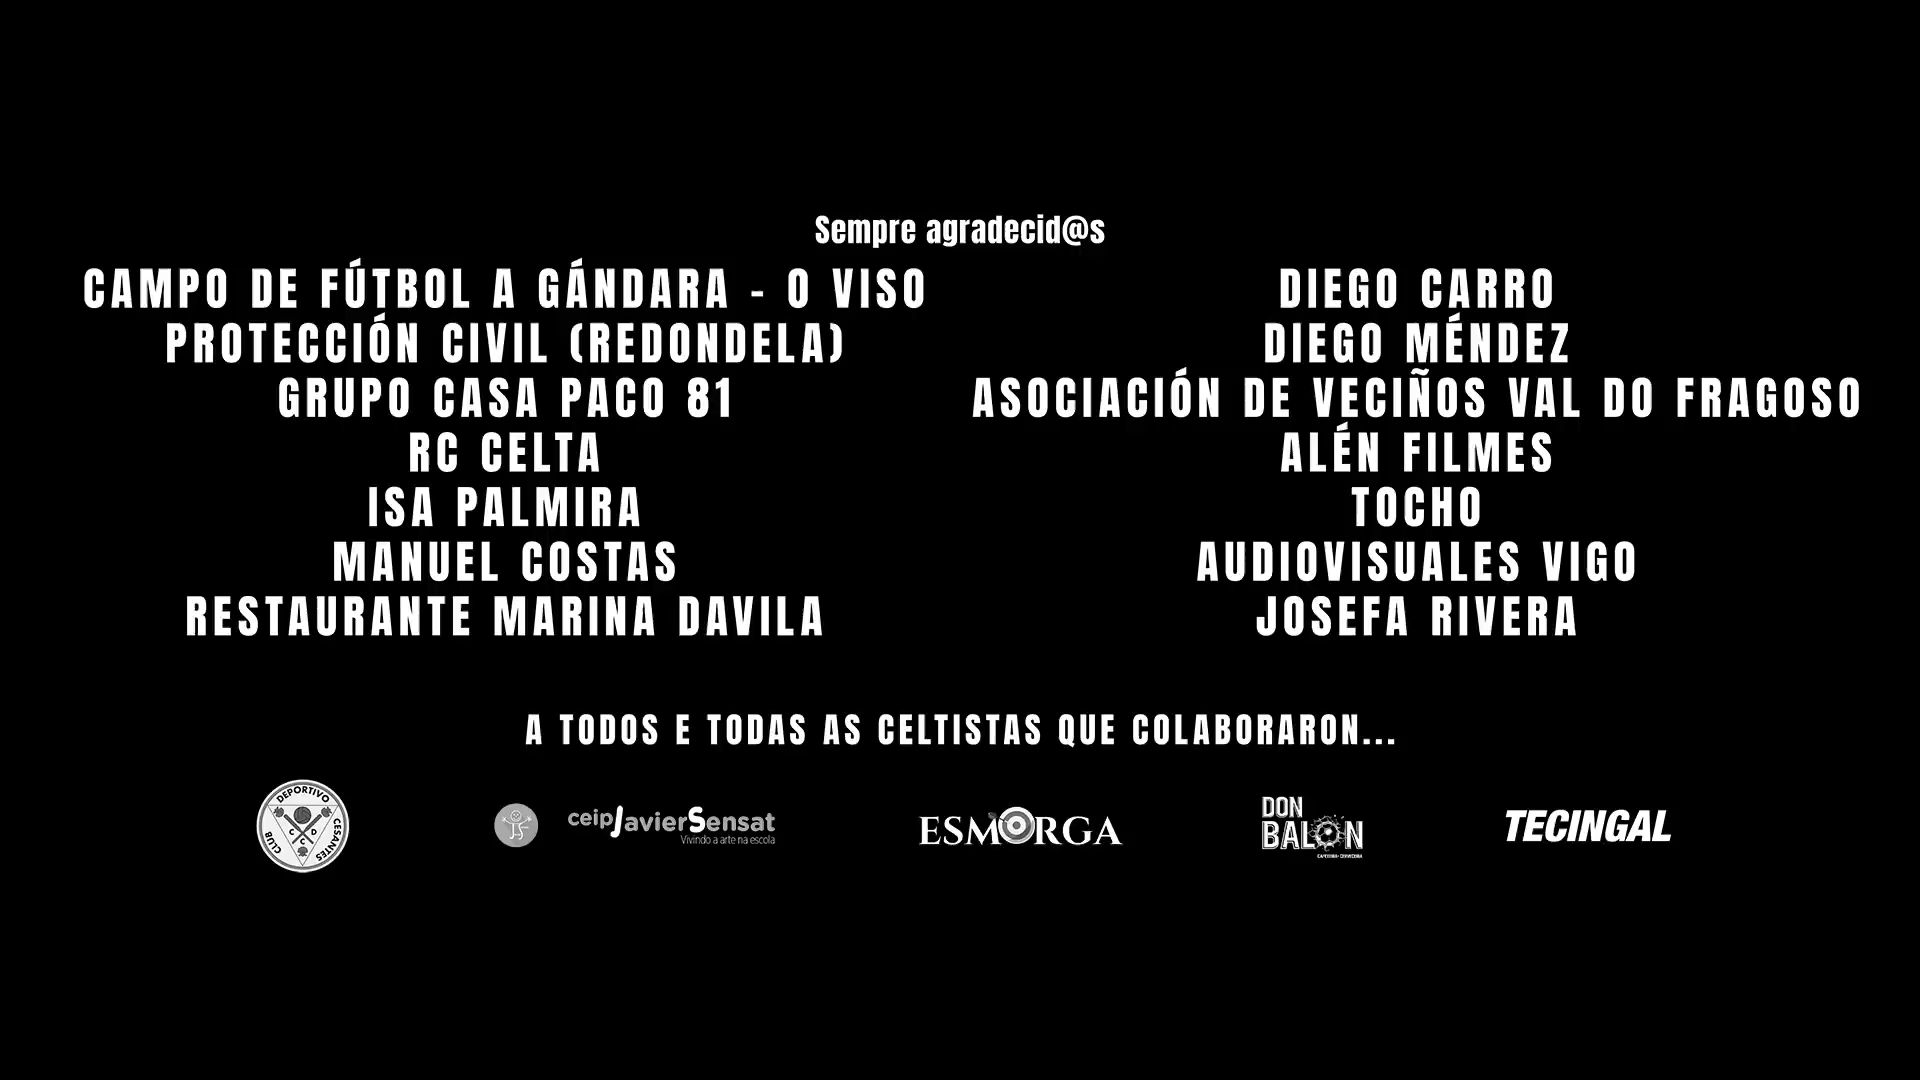 Sempre agradecid@s
CAMPO DE FÚTBOL A GÁNDARA - O VISO
PROTECCIÓN CIVIL (REDONDELA)
GRUPO CASA PACO 81
RC CELTA
ISA PALMIRA
MANUEL COSTAS
RESTAURANTE MARINA DAVILA
DIEGO CARRO
DIEGO MÉNDEZ
ASOCIACIÓN DE VECIÑOS VAL DO FRAGOSO
ALÉN FILMES
TOCHO
AUDIOVISUALES VIGO
JOSEFA RIVERA
A TODOS E TODAS AS CELTISTAS QUE COLABORARON...
CLUB DEPORTIVO CESANTES
C D C
ceipJavierSensat
Vivindo a arte na escola
ESMORGA
DON
BALON
CAFETERIA - CERVECERIA
TECINGAL